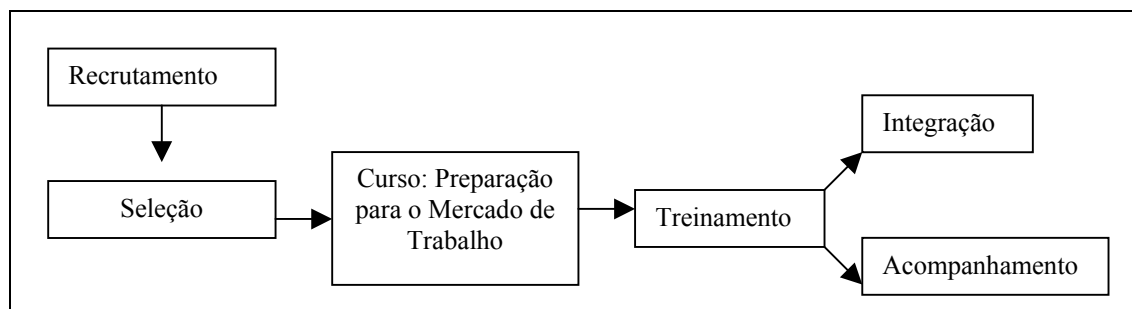 Recrutamento
Seleção
Curso: Preparação
para o Mercado de
Trabalho
Treinamento
Integração
Acompanhamento